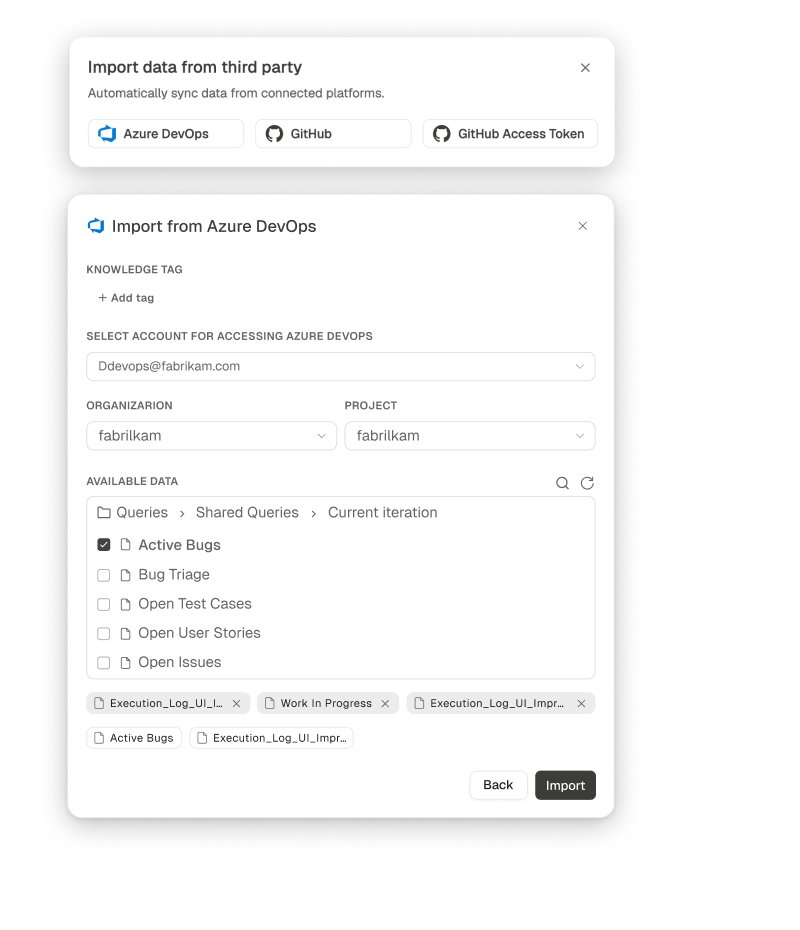 Import data from third party
Automatically sync data from connected platforms.
Azure DevOps GitHub GitHub Access Token
Import from Azure DevOps
KNOWLEDGE TAG
+ Add tag
SELECT ACCOUNT FOR ACCESSING AZURE DEVOPS
Ddevops@fabrikam.com
ORGANIZARION PROJECT
fabrilkam fabrilkam
AVAILABLE DATA
Queries › Shared Queries › Current iteration
Active Bugs
Bug Triage
Open Test Cases
Open User Stories
Open Issues
Execution_Log_UI_I... Work In Progress Execution_Log_UI_Impr...
Active Bugs Execution_Log_UI_Impr...
Back Import